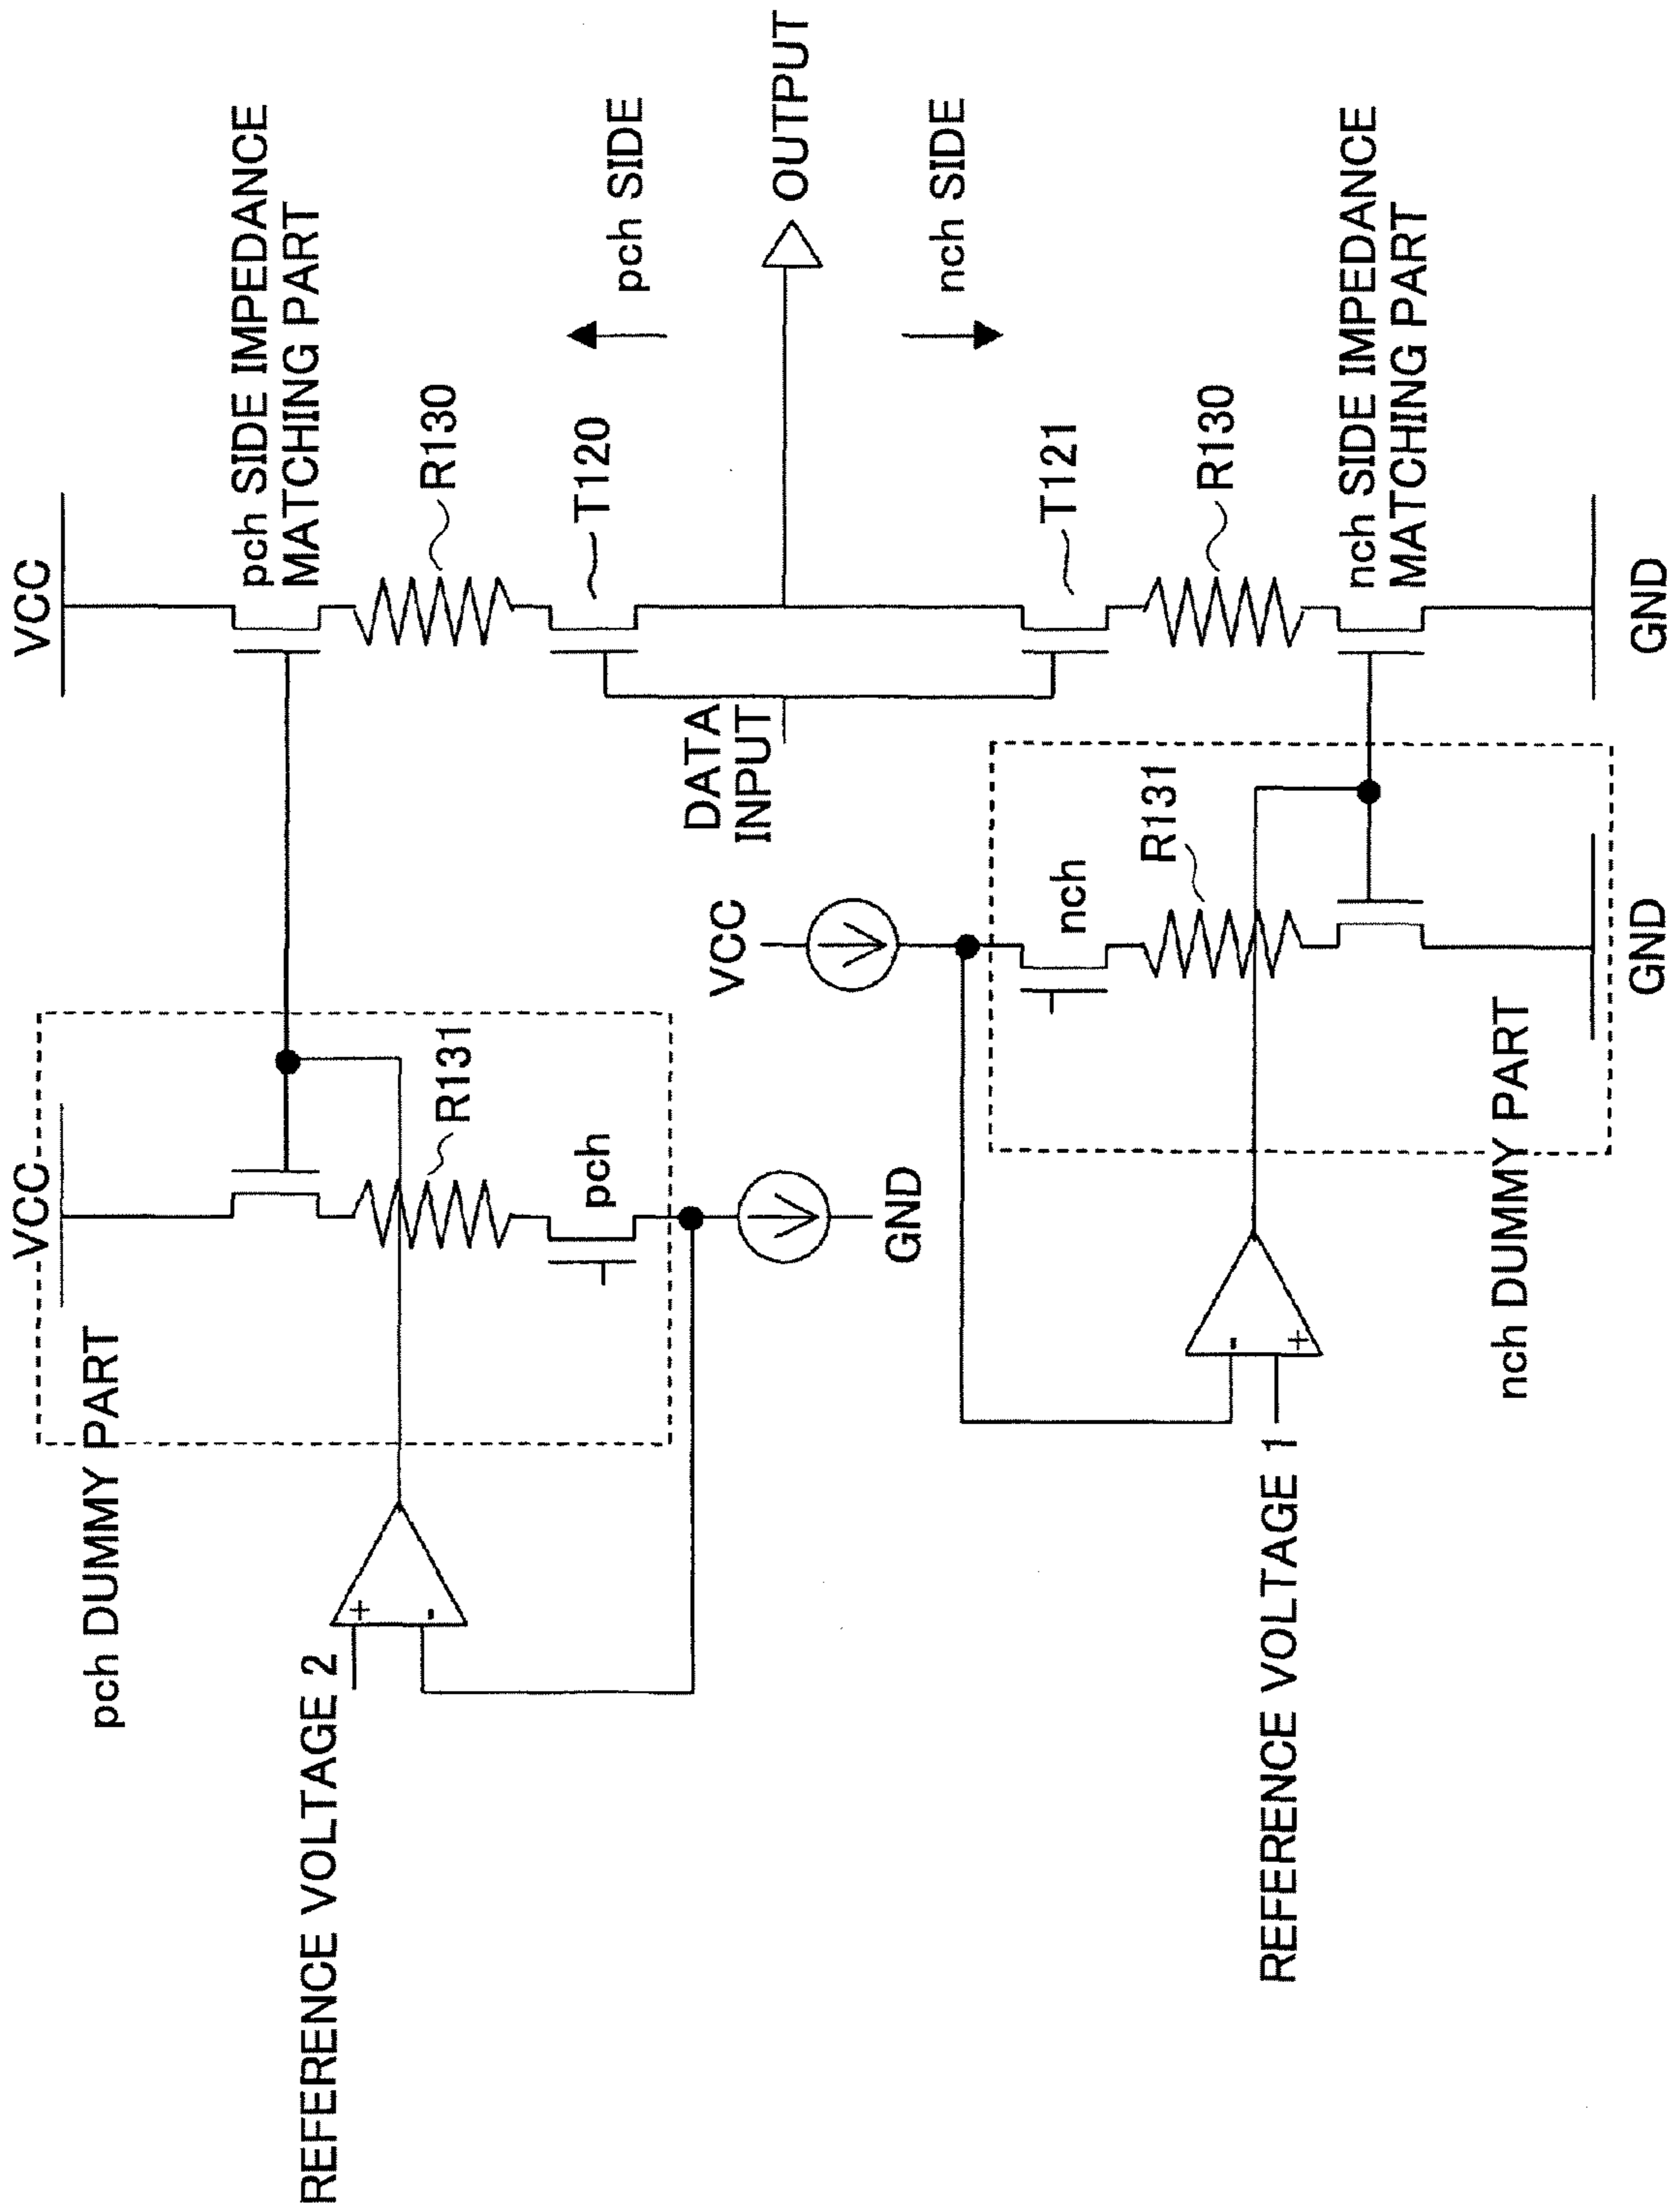 VCC
pch SIDE IMPEDANCE
MATCHING PART
R130
T120
pch SIDE
OUTPUT
nch SIDE
T121
R130
nch SIDE IMPEDANCE
MATCHING PART
GND
DATA
INPUT
VCC
pch DUMMY PART
R131
pch
GND
+
-
REFERENCE VOLTAGE 2
VCC
nch
R131
GND
nch DUMMY PART
-
+
REFERENCE VOLTAGE 1